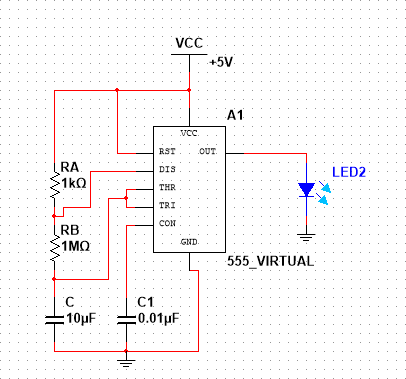 VCC
+5V
A1
VCC
RST
OUT
DIS
THR
TRI
CON
GND
555_VIRTUAL
RA
1kΩ
RB
1MΩ
C
10µF
C1
0.01µF
LED2